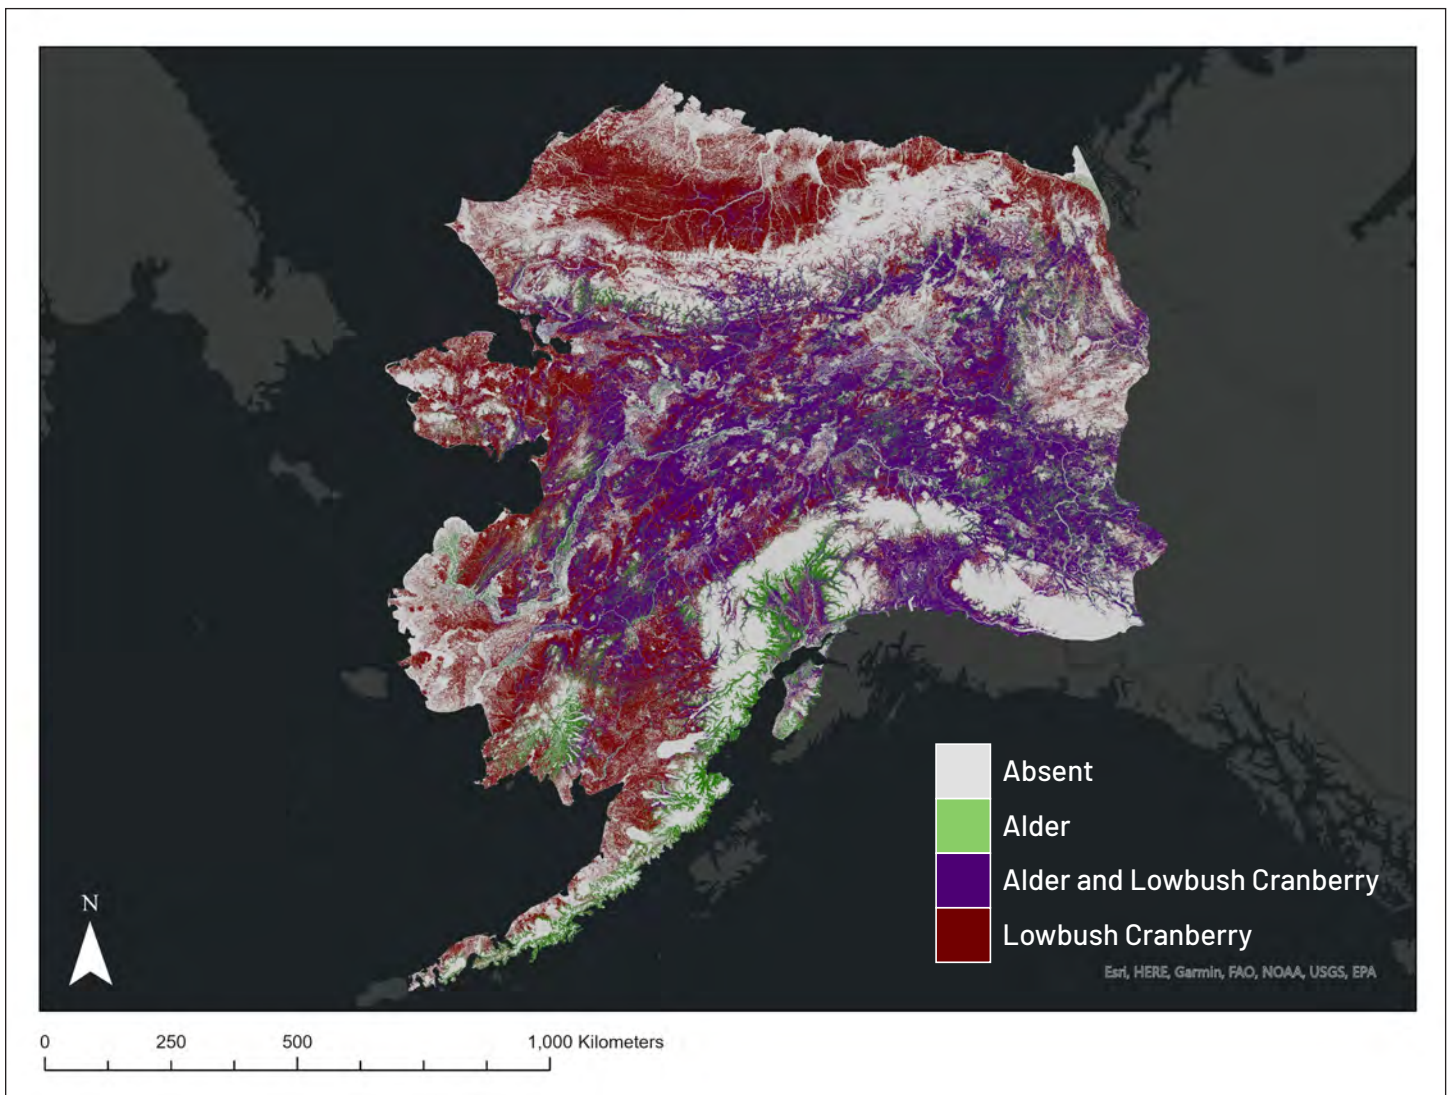 Absent
Alder
Alder and Lowbush Cranberry
Lowbush Cranberry
Esri, HERE, Garmin, FAO, NOAA, USGS, EPA
N
0 250 500 1,000 Kilometers